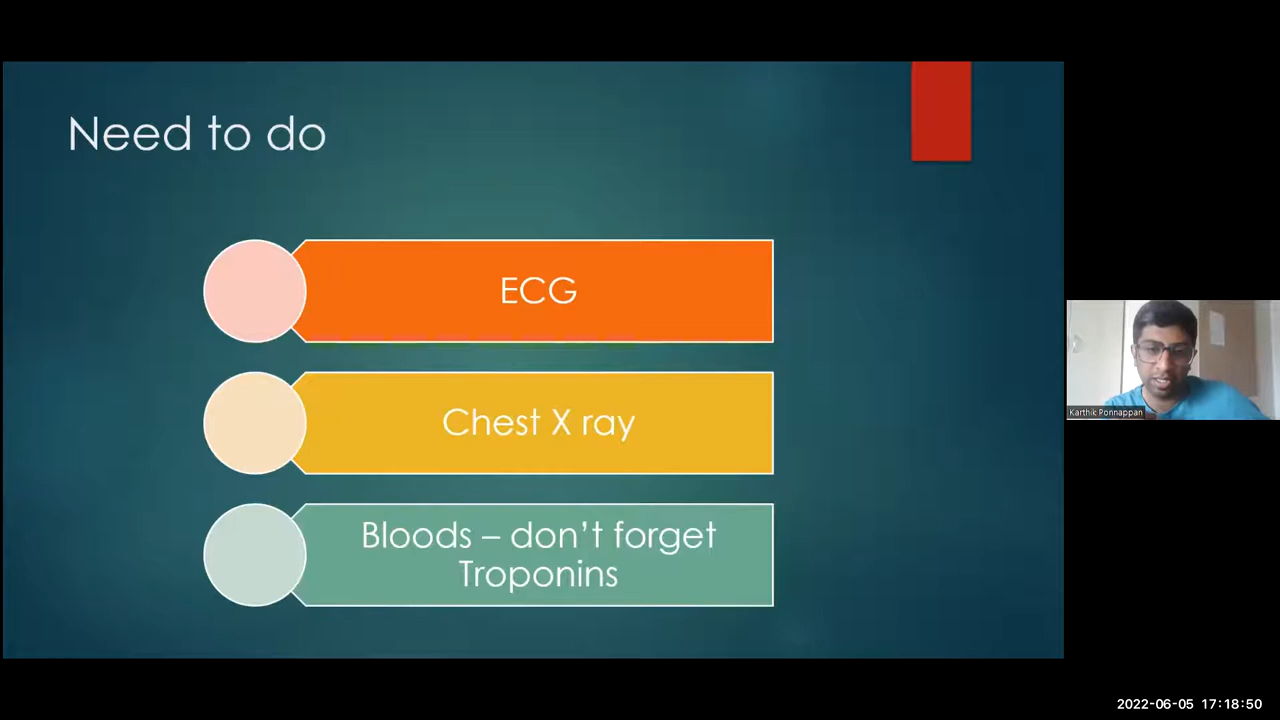 Need to do
ECG
Chest X ray
Bloods – don’t forget
Troponins
Karthik Ponnappan
2022-06-05 17:18:50